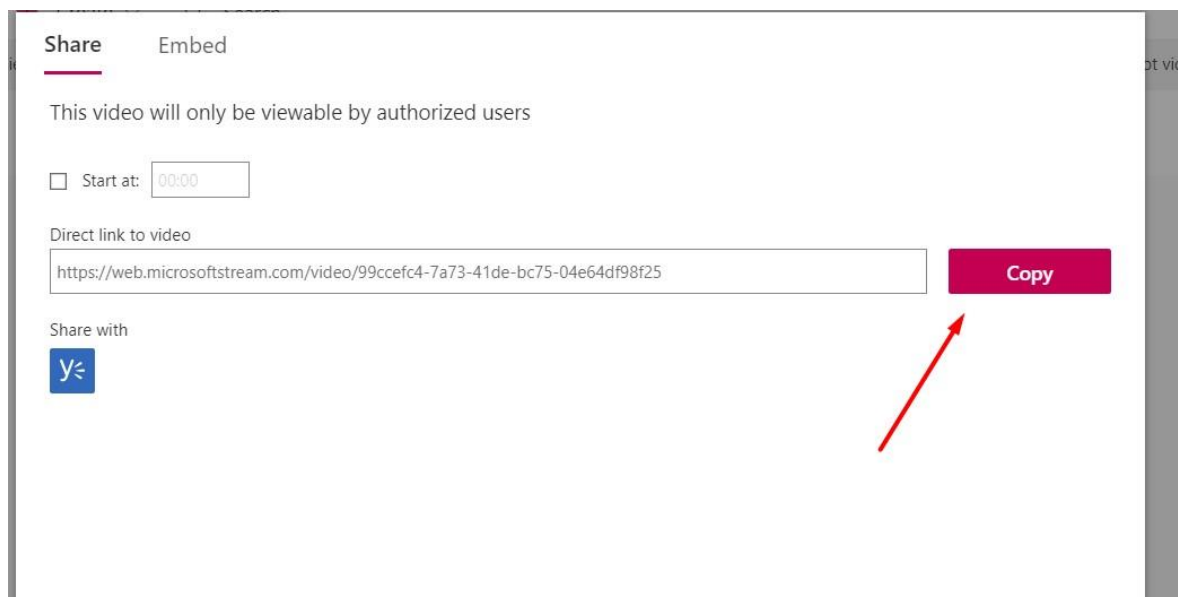 Share Embed
This video will only be viewable by authorized users
Start at: 00:00
Direct link to video
https://web.microsoftstream.com/video/99ccefc4-7a73-41de-bc75-04e64df98f25
Copy
Share with